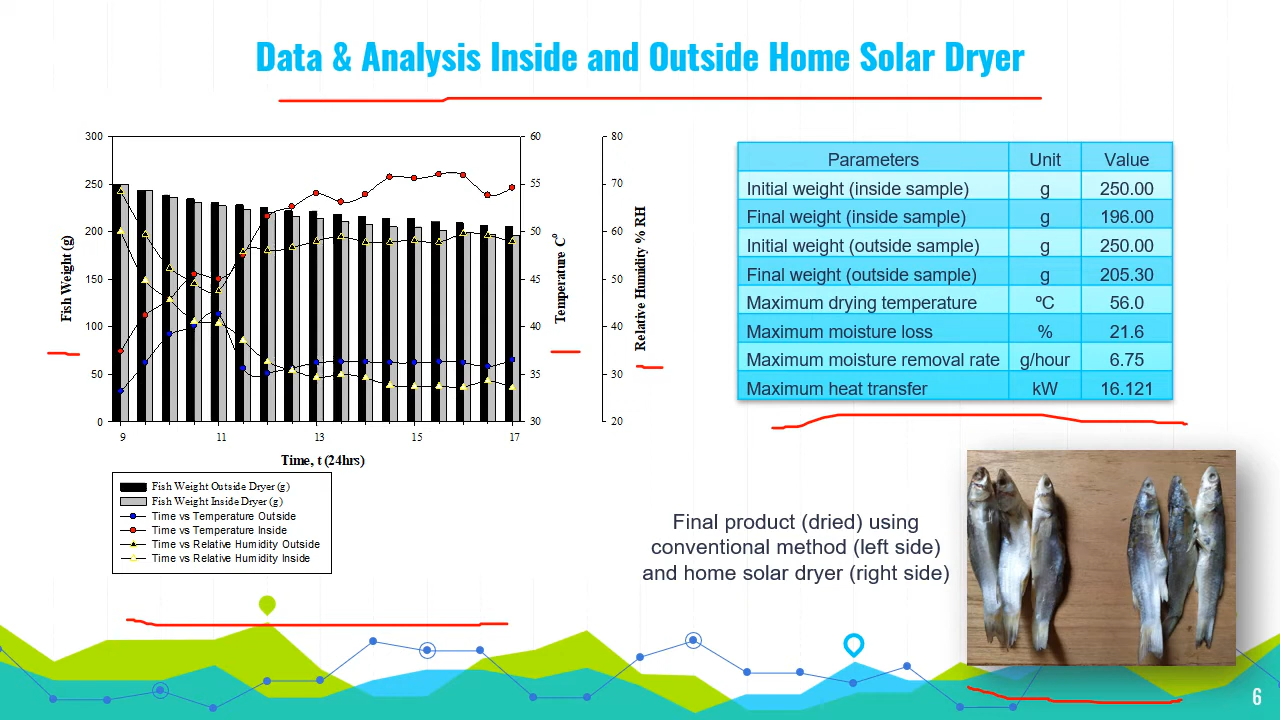 Data & Analysis Inside and Outside Home Solar Dryer
300
250
200
150
100
50
0
Fish Weight (g)
60
55
50
45
40
35
30
Temperature C⁰
80
70
60
50
40
30
20
Relative Humidity % RH
9 11 13 15 17
Time, t (24hrs)
Fish Weight Outside Dryer (g)
Fish Weight Inside Dryer (g)
Time vs Temperature Outside
Time vs Temperature Inside
Time vs Relative Humidity Outside
Time vs Relative Humidity Inside
Parameters Unit Value
Initial weight (inside sample) g 250.00
Final weight (inside sample) g 196.00
Initial weight (outside sample) g 250.00
Final weight (outside sample) g 205.30
Maximum drying temperature ºC 56.0
Maximum moisture loss % 21.6
Maximum moisture removal rate g/hour 6.75
Maximum heat transfer kW 16.121
Final product (dried) using
conventional method (left side)
and home solar dryer (right side)
6